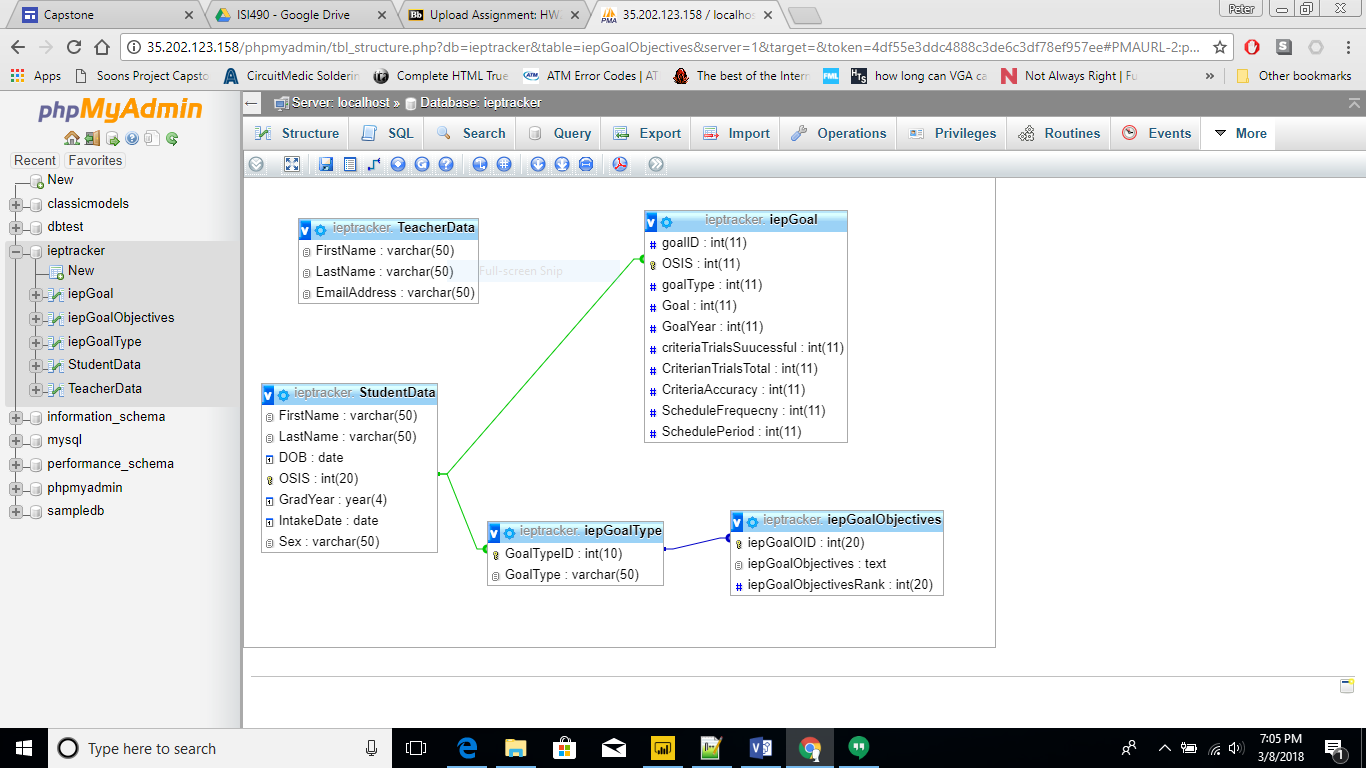 Capstone
ISI490 - Google Drive
Upload Assignment: HW
35.202.123.158 / localhos
Peter
35.202.123.158/phpmyadmin/tbl_structure.php?db=ieptracker&table=iepGoalObjectives&server=1&target=&token=4df55e3ddc4888c3de6c3df78ef957ee#PMAURL-2:p...
Apps
Soons Project Capsto
CircuitMedic Solderin
Complete HTML True
ATM Error Codes | AT
The best of the Inter
how long can VGA ca
Not Always Right | Fu
»
Other bookmarks
phpMyAdmin
Recent
Favorites
New
classicmodels
dbtest
ieptracker
New
iepGoal
iepGoalObjectives
iepGoalType
StudentData
TeacherData
information_schema
mysql
performance_schema
phpmyadmin
sampledb
Server: localhost » Database: ieptracker
Structure
SQL
Search
Query
Export
Import
Operations
Privileges
Routines
Events
More
ieptracker. TeacherData
FirstName : varchar(50)
LastName : varchar(50)
EmailAddress : varchar(50)
Full-screen Snip
ieptracker. iepGoal
goalID : int(11)
OSIS : int(11)
goalType : int(11)
Goal : int(11)
GoalYear : int(11)
criteriaTrialsSuucessful : int(11)
CriterianTrialsTotal : int(11)
CriteriaAccuracy : int(11)
ScheduleFrequecny : int(11)
SchedulePeriod : int(11)
ieptracker. StudentData
FirstName : varchar(50)
LastName : varchar(50)
DOB : date
OSIS : int(20)
GradYear : year(4)
IntakeDate : date
Sex : varchar(50)
ieptracker. iepGoalType
GoalTypeID : int(10)
GoalType : varchar(50)
ieptracker. iepGoalObjectives
iepGoalOID : int(20)
iepGoalObjectives : text
iepGoalObjectivesRank : int(20)
Type here to search
7:05 PM
3/8/2018